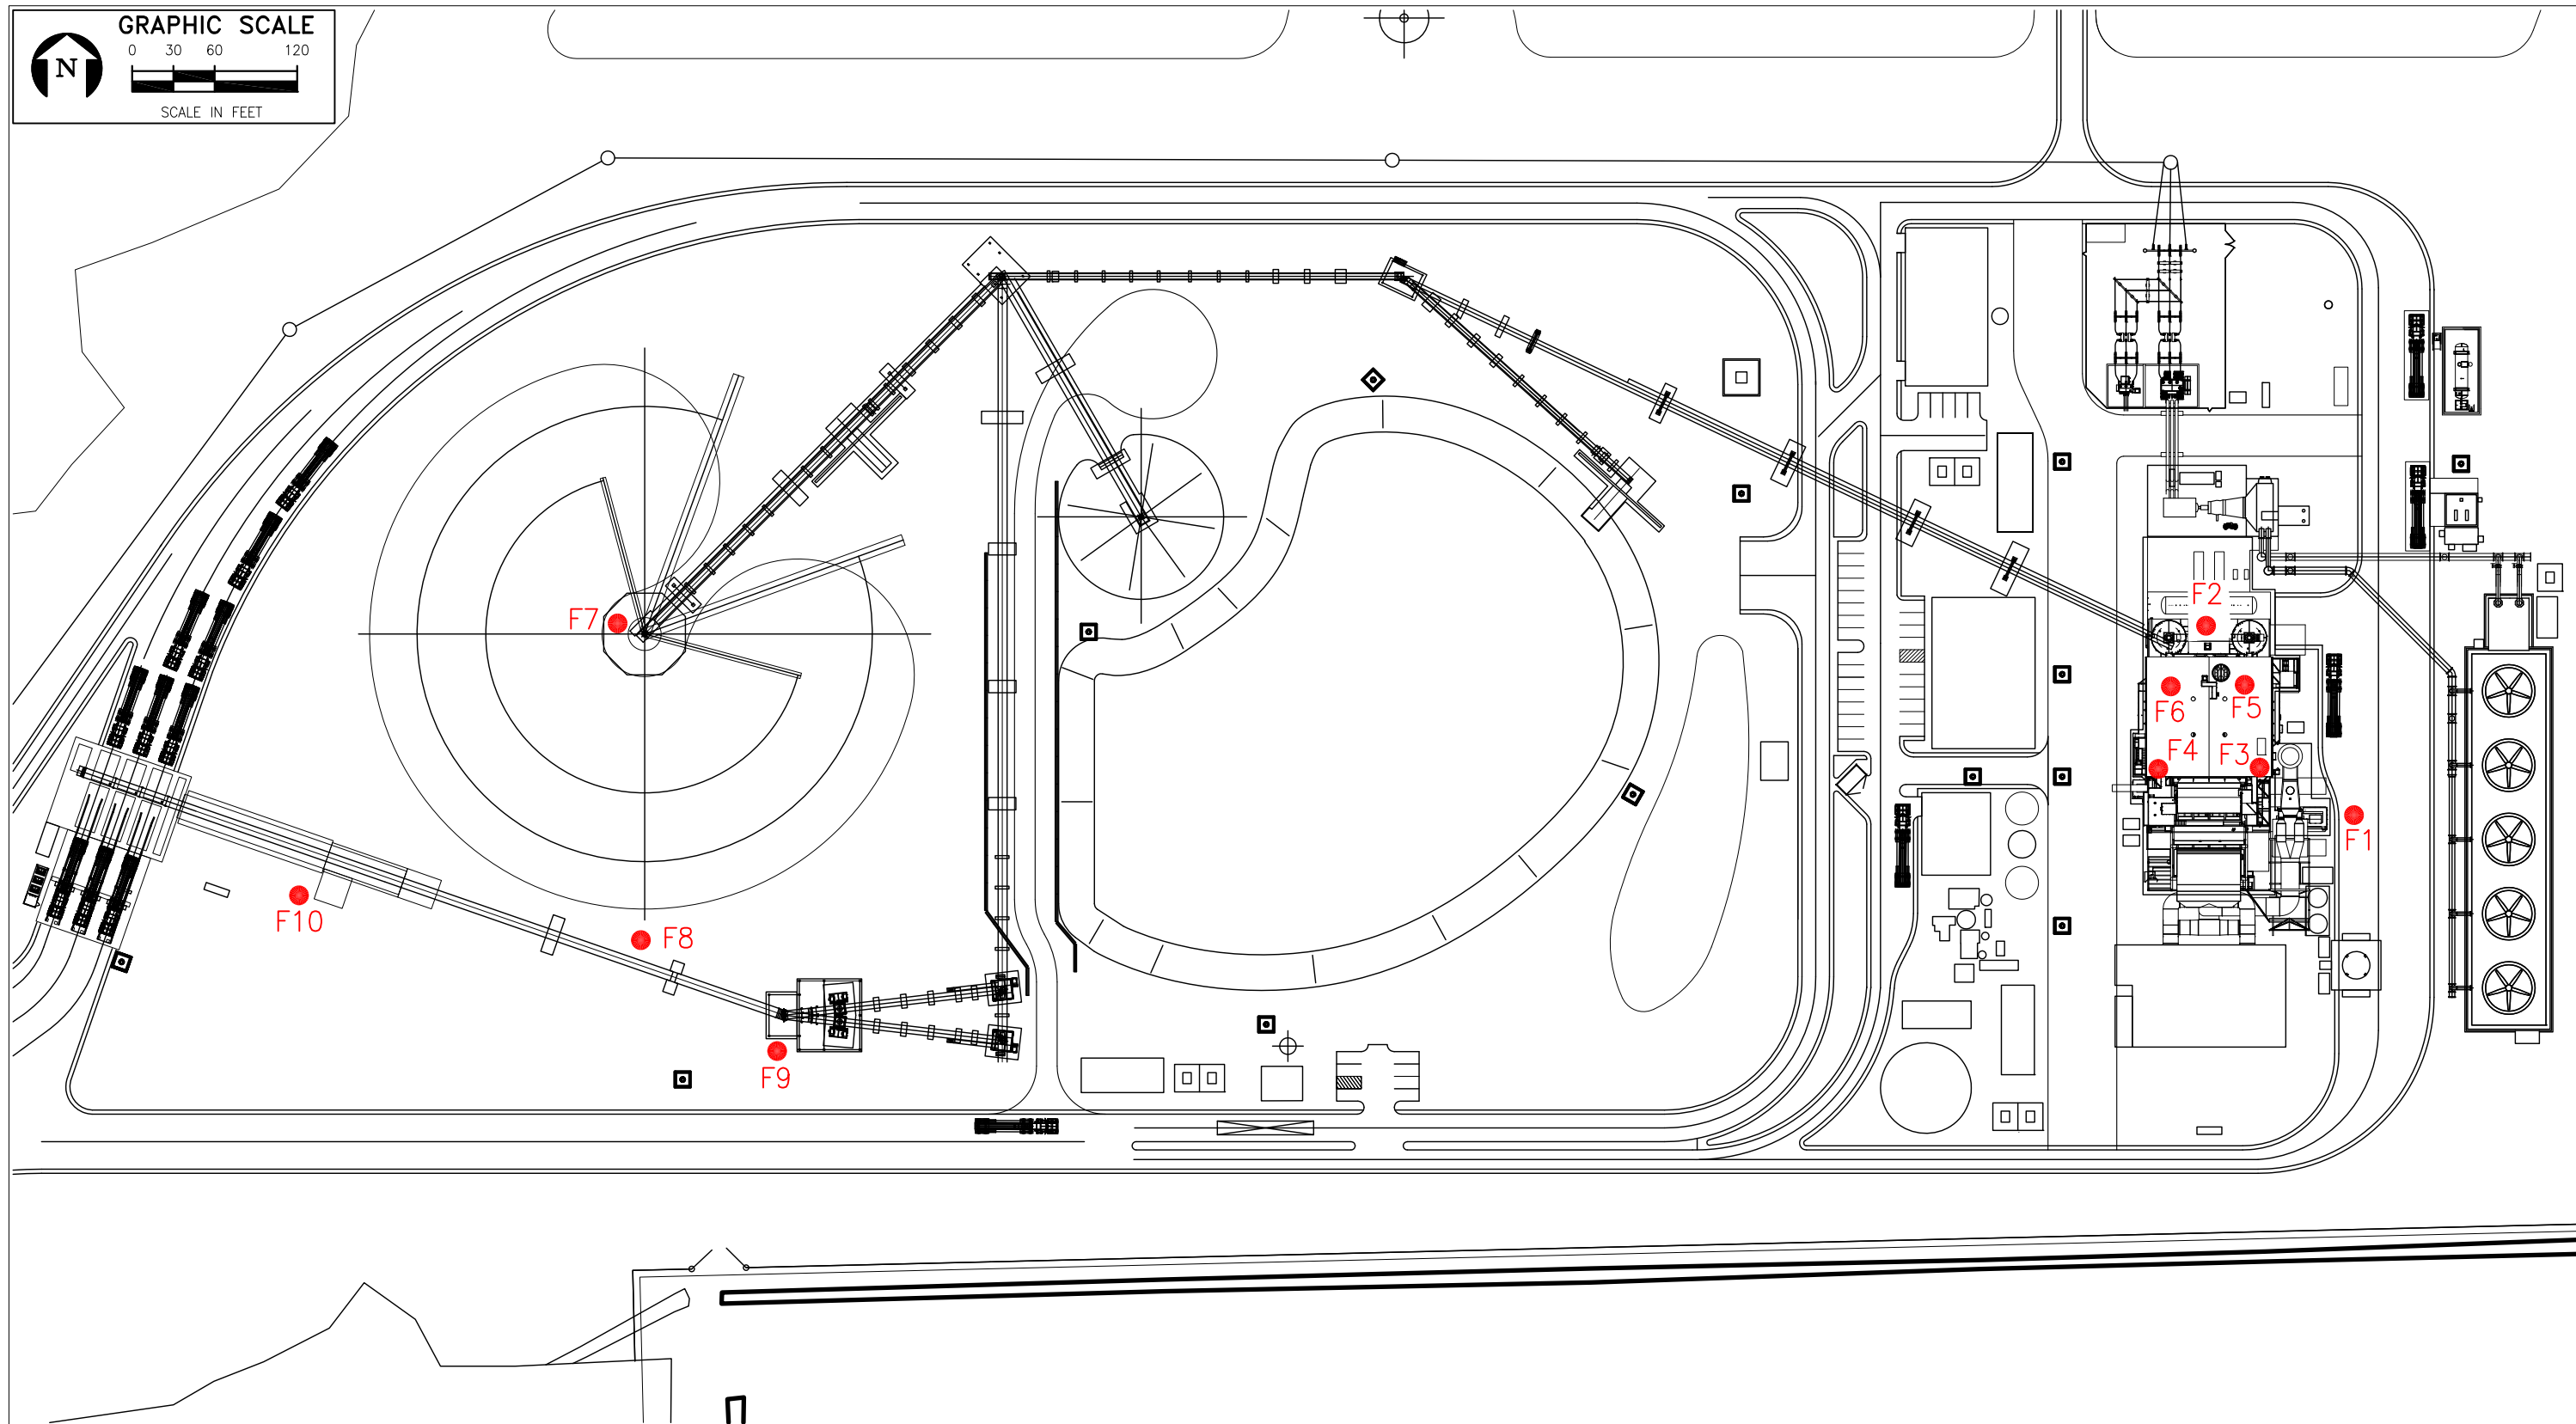 GRAPHIC SCALE
0 30 60 120
N
SCALE IN FEET
F2
F7
F6 F5
F4 F3
F1
F10
F8
F9